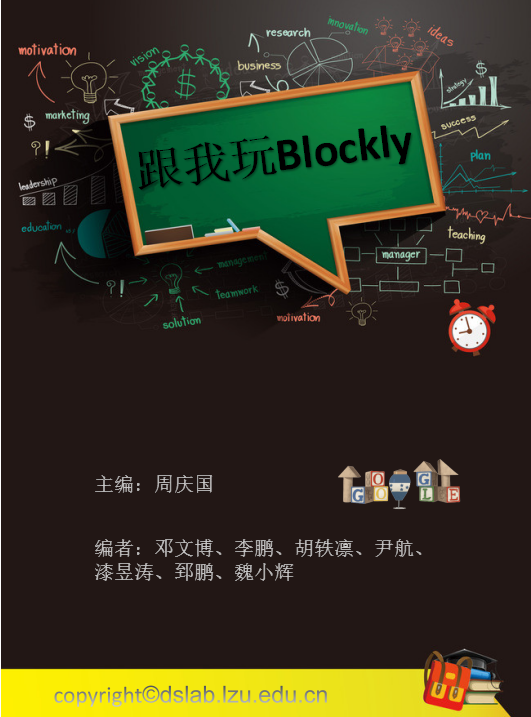 motivation
vision
research
innovation
ideas
business
strategy
$
$
marketing
$
success
?!
plan
leadership
education
teaching
manager
management
?!
teamwork
$
solution
motivation
跟我玩Blockly
主编：周庆国
GOOGLE
编者：邓文博、李鹏、胡轶凛、尹航、
漆昱涛、郅鹏、魏小辉
copyright©dslab.lzu.edu.cn